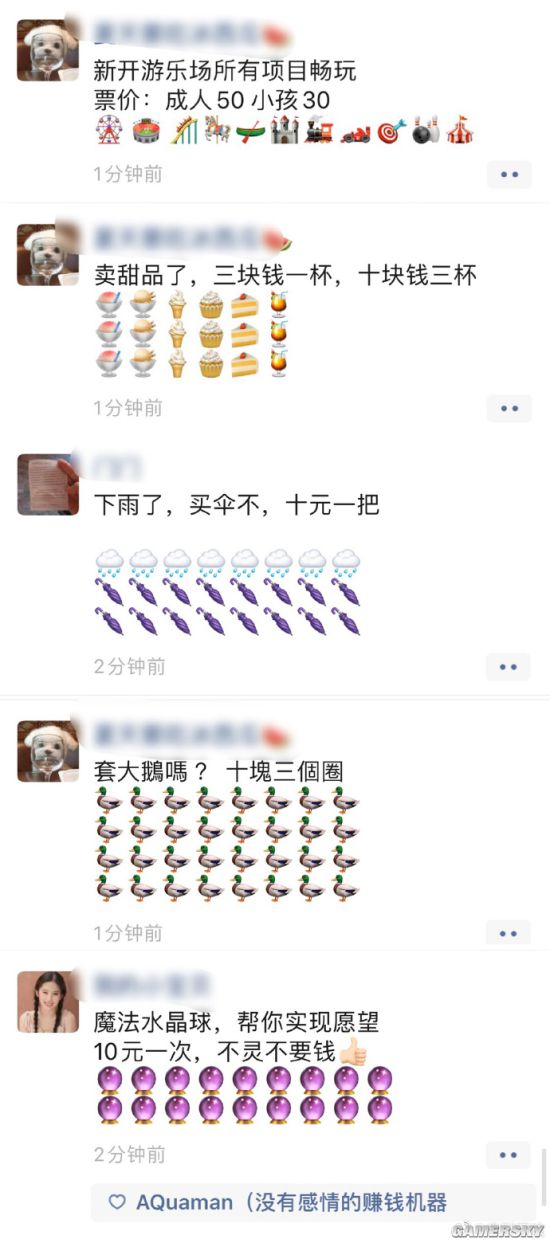 新开游乐场所有项目畅玩
票价：成人50 小孩30
1分钟前
卖甜品了，三块钱一杯，十块钱三杯
1分钟前
下雨了，买伞不，十元一把
2分钟前
套大鵝嗎？ 十塊三個圈
1分钟前
魔法水晶球，帮你实现愿望
10元一次，不灵不要钱
2分钟前
AQuaman（没有感情的赚钱机器
GAMERSKY